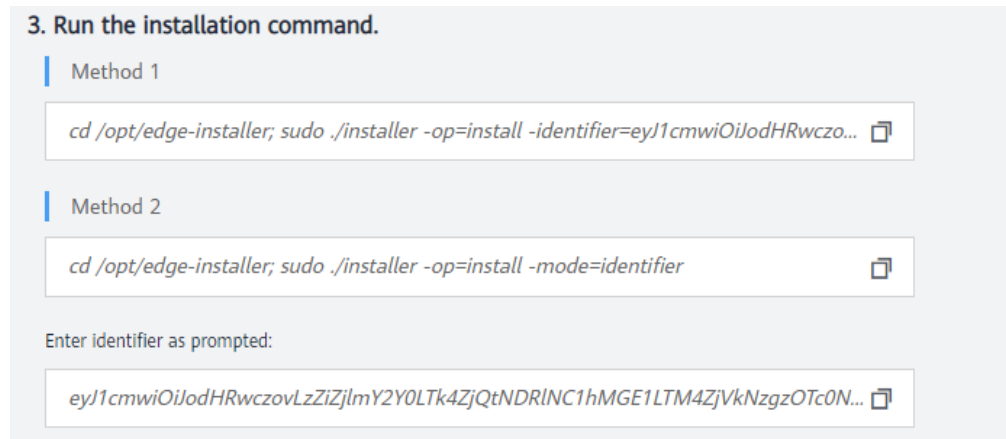 3. Run the installation command.
Method 1
cd /opt/edge-installer; sudo ./installer -op=install -identifier=eyJ1cmwiOiJodHRwczo...
Method 2
cd /opt/edge-installer; sudo ./installer -op=install -mode=identifier
Enter identifier as prompted:
eyJ1cmwiOiJodHRwczovLzZiZjlmY2Y0LTk4ZjQtNDRlNC1hMGE1LTM4ZjVkNzgzOTc0N...